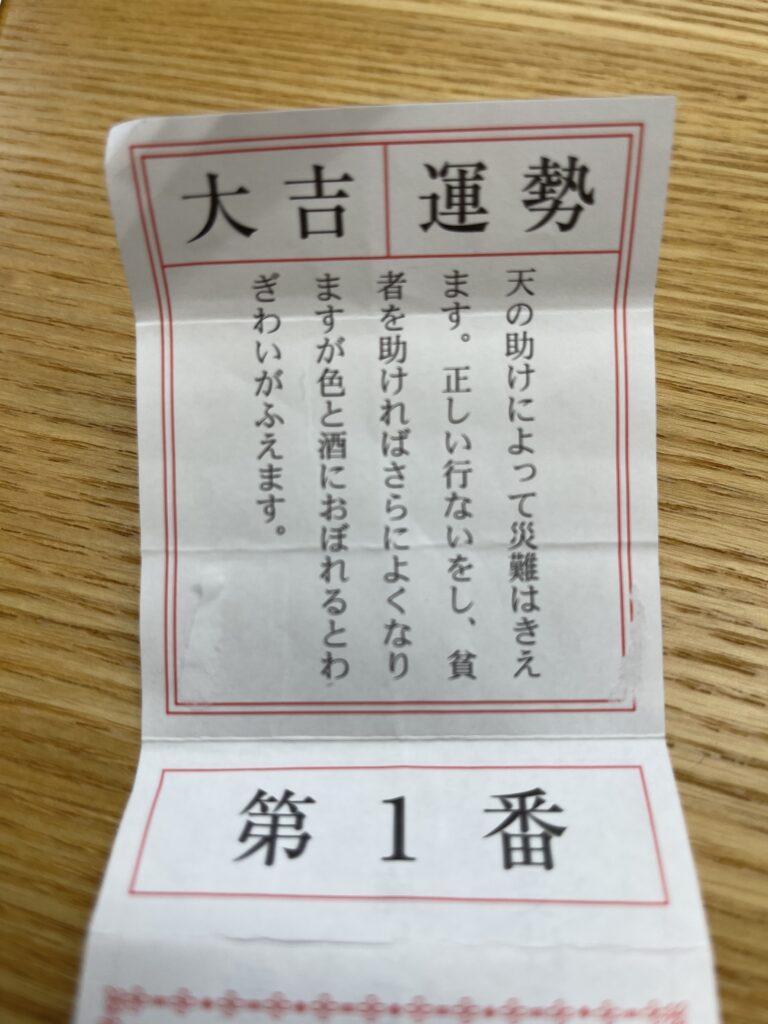 大吉 運勢
天の助けによって災難はきえ
ます。正しい行ないをし、貧
者を助ければさらによくなり
ますが色と酒におぼれるとわ
ぎわいがふえます。
第1番